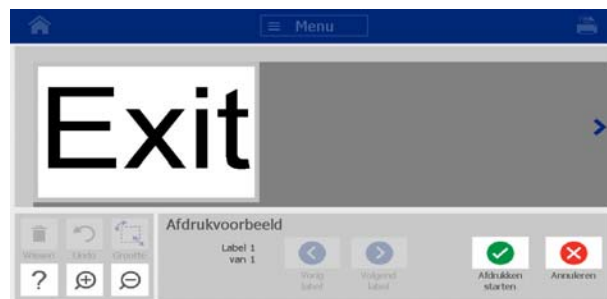 Menu
Exit
Afdrukvoorbeeld
Label 1
van 1
Wissen
Undo
Grootte
Vorig
label
Volgend
label
Afdrukken
starten
Annuleren
?